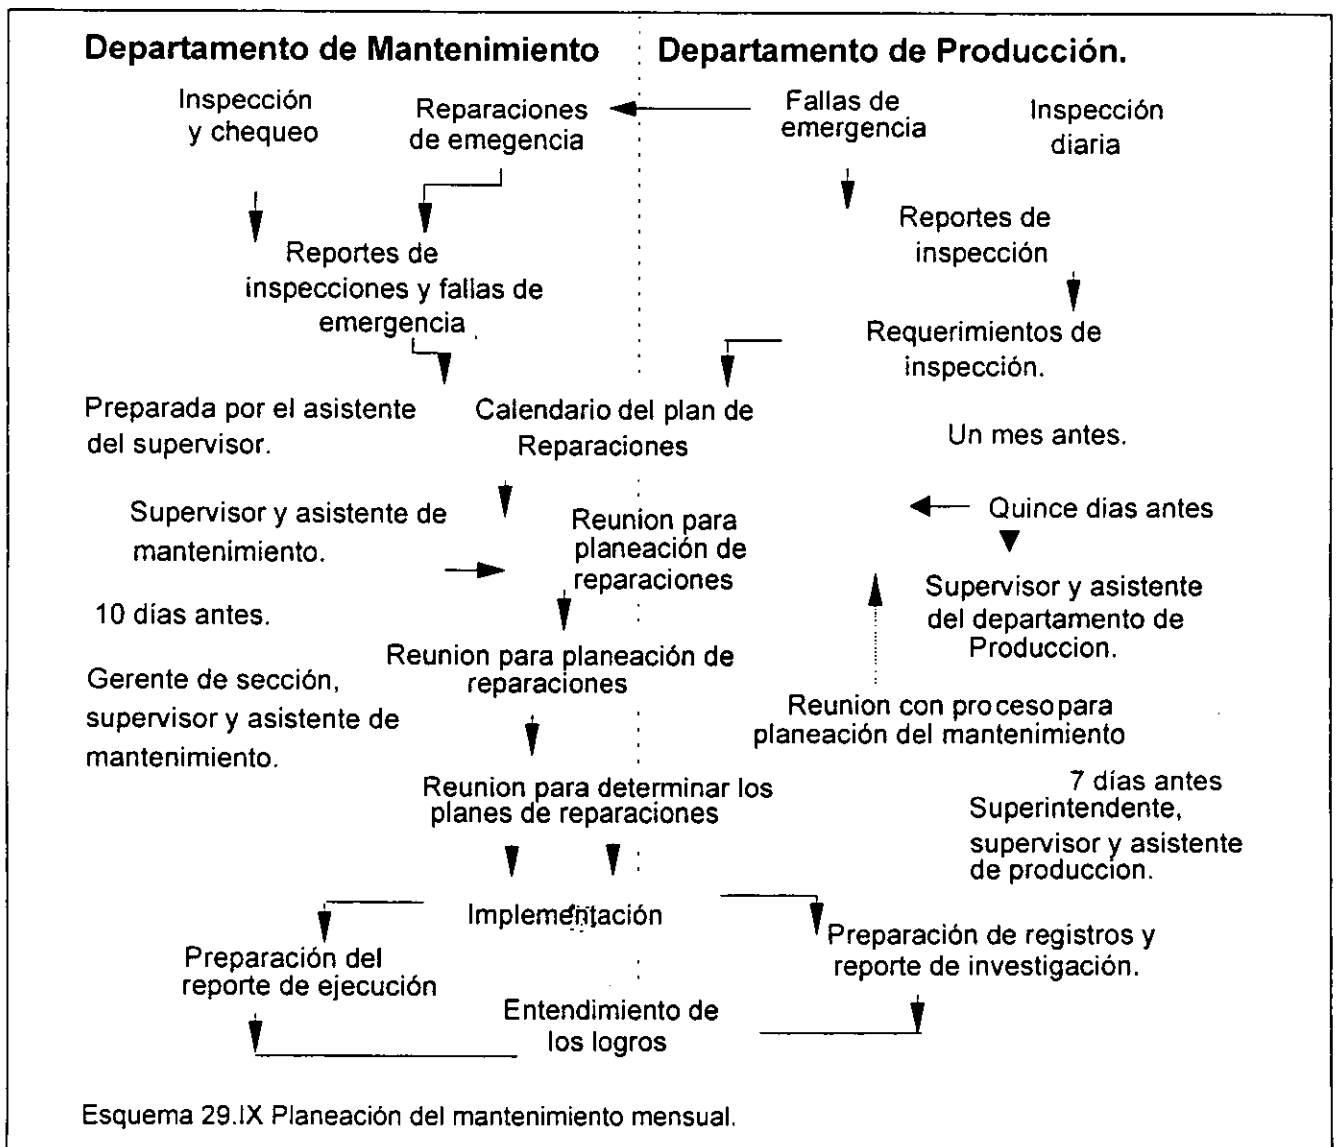 Departamento de Mantenimiento
Departamento de Producción.
Inspección
y chequeo
Reparaciones
de emegencia
Fallas de
emergencia
Inspección
diaria
Reportes de
inspección
Reportes de
inspecciones y fallas de
emergencia
Requerimientos de
inspección.
Preparada por el asistente
del supervisor.
Calendario del plan de
Reparaciones
Un mes antes.
Supervisor y asistente de
mantenimiento.
Reunion para
planeación de
reparaciones
Quince dias antes
10 días antes.
Supervisor y asistente
del departamento de
Produccion.
Reunion para planeación de
reparaciones
Gerente de sección,
supervisor y asistente de
mantenimiento.
Reunion con proceso para
planeación del mantenimiento
Reunion para determinar los
planes de reparaciones
7 días antes
Superintendente,
supervisor y asistente
de produccion.
Implementación
Preparación del
reporte de ejecución
Preparación de registros y
reporte de investigación.
Entendimiento de
los logros
Esquema 29.IX Planeación del mantenimiento mensual.